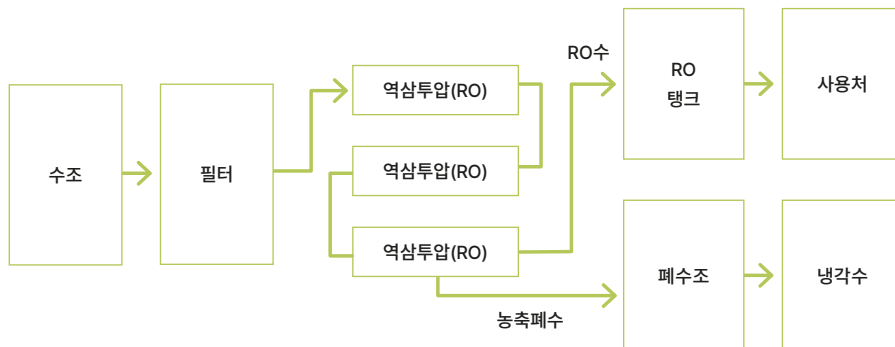 수조
필터
역삼투압(RO)
역삼투압(RO)
역삼투압(RO)
RO수
RO
탱크
사용처
농축폐수
폐수조
냉각수